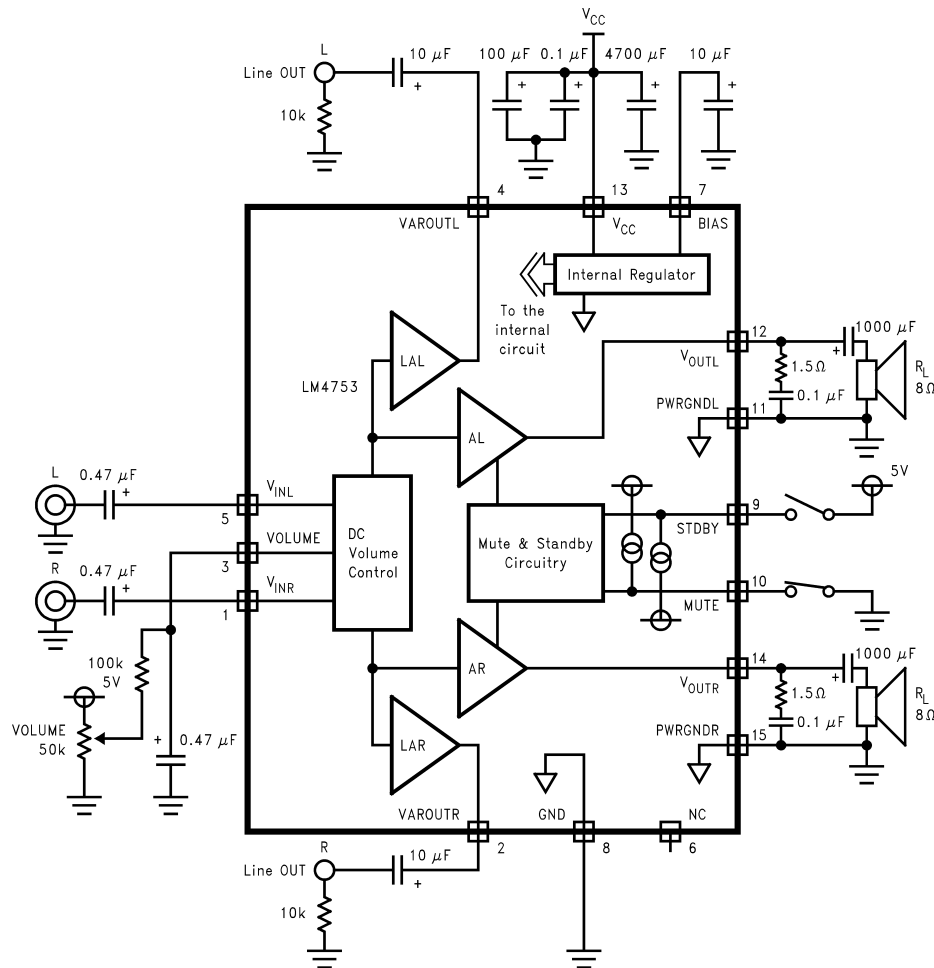 V_CC
L
10 μF
100 μF 0.1 μF 4700 μF 10 μF
Line OUT
10k
4
13
7
VAROUTL
V_CC
BIAS
Internal Regulator
To the
internal
circuit
12
1000 μF
LAL
V_OUTL
1.5Ω
R_L
8Ω
LM4753
0.1 μF
PWRGNDL
11
AL
L
0.47 μF
5V
V_INL
9
5
STDBY
DC
Volume
Control
Mute & Standby
Circuitry
VOLUME
3
R
0.47 μF
V_INR
10
1
MUTE
1000 μF
14
100k
5V
AR
V_OUTR
1.5Ω
R_L
8Ω
VOLUME
50k
0.47 μF
0.1 μF
PWRGNDR
15
LAR
VAROUTR
GND
NC
2
8
6
R
10 μF
Line OUT
10k